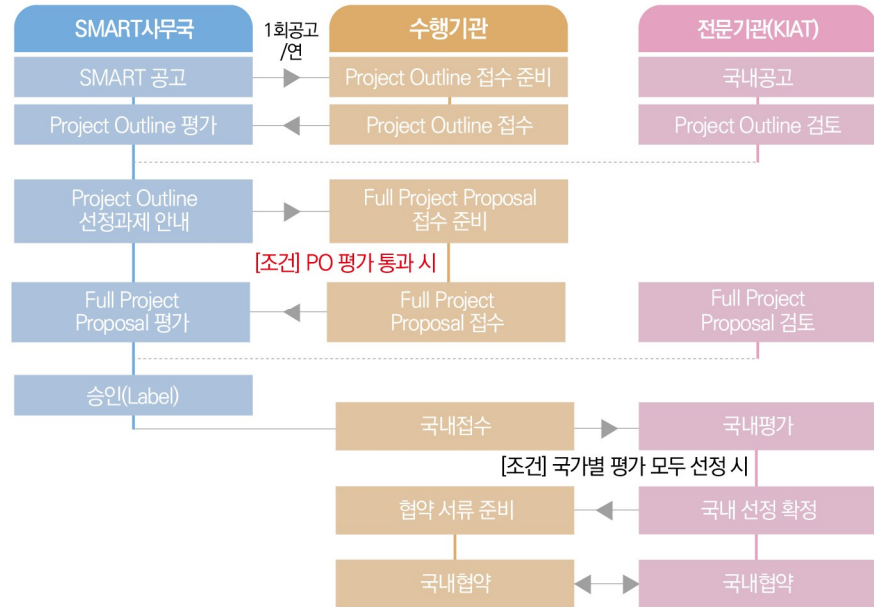 SMART사무국
1회공고
/연
수행기관
전문기관(KIAT)
SMART 공고
Project Outline 접수 준비
국내공고
Project Outline 평가
Project Outline 접수
Project Outline 검토
Project Outline
선정과제 안내
Full Project Proposal
접수 준비
[조건] PO 평가 통과 시
Full Project
Proposal 평가
Full Project
Proposal 접수
Full Project
Proposal 검토
승인(Label)
국내접수
국내평가
[조건] 국가별 평가 모두 선정 시
협약 서류 준비
국내 선정 확정
국내협약
국내협약